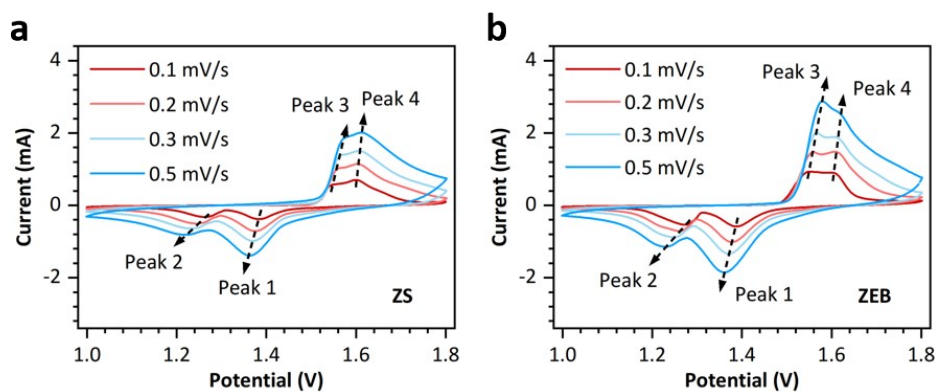 a
4
2
0
-2
Current (mA)
0.1 mV/s
0.2 mV/s
0.3 mV/s
0.5 mV/s
Peak 3
Peak 4
Peak 2
Peak 1
ZS
1.0
1.2
1.4
1.6
1.8
Potential (V)
b
4
2
0
-2
Current (mA)
0.1 mV/s
0.2 mV/s
0.3 mV/s
0.5 mV/s
Peak 3
Peak 4
Peak 2
Peak 1
ZEB
1.0
1.2
1.4
1.6
1.8
Potential (V)